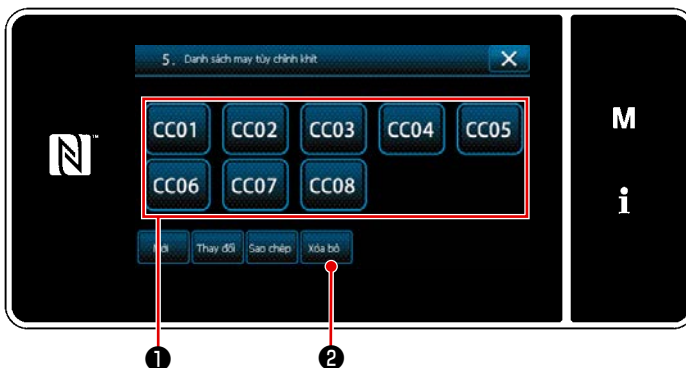 5. Danh sách may tùy chỉnh khít
CC01 CC02 CC03 CC04 CC05
M
CC06 CC07 CC08
i
Mới Thay đổi Sao chép Xóa bỏ
❶ ❷